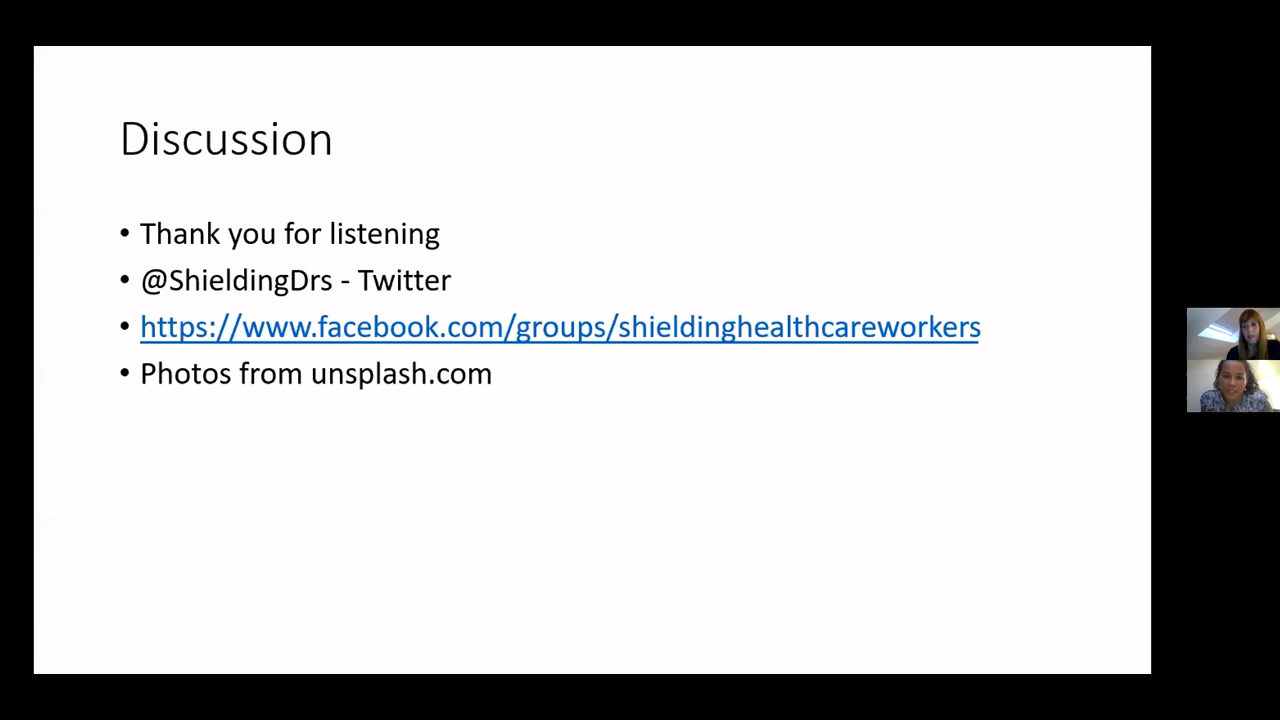 Discussion
• Thank you for listening
• @ShieldingDrs - Twitter
• https://www.facebook.com/groups/shieldinghealthcareworkers
• Photos from unsplash.com